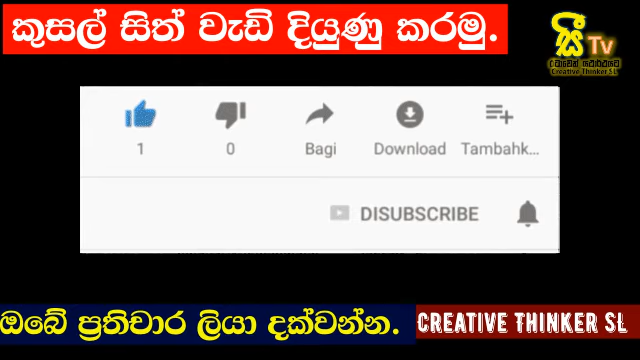 කුසල් සිත් වැඩි දියුණු කරමු.
සී Tv
Creative Thinker SL
1 0 Bagi Download Tambahk...
DISUBSCRIBE
ඔබේ ප්‍රතිචාර ලියා දක්වන්න.
CREATIVE THINKER SL